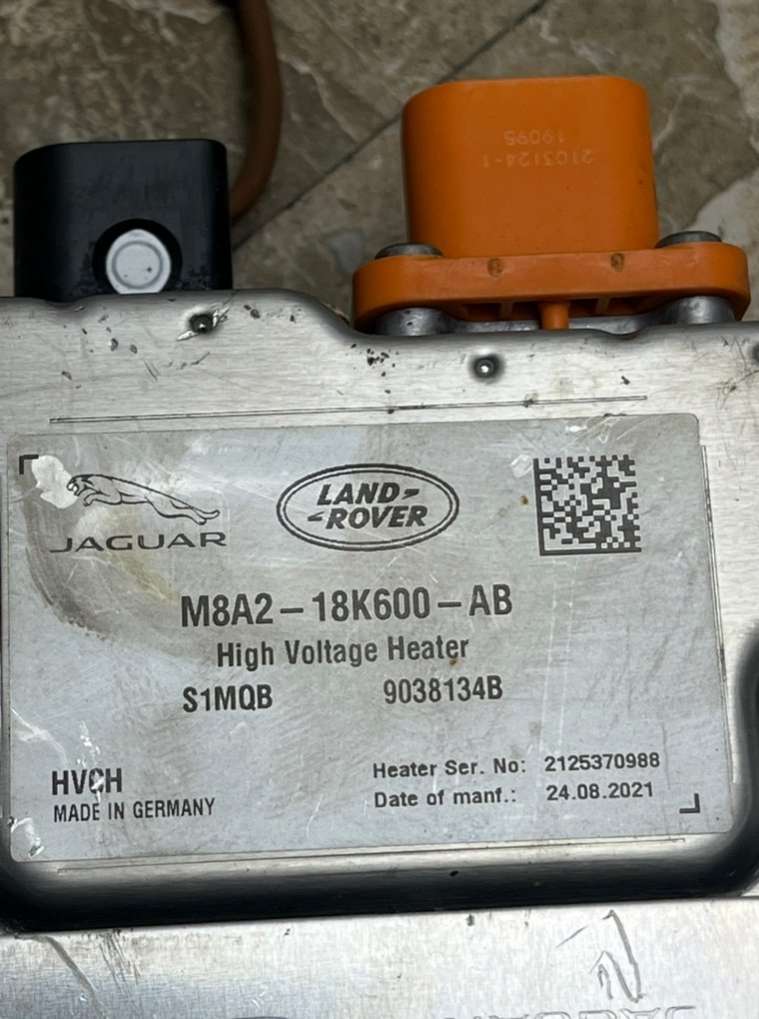 2103124-1
19095
JAGUAR
LAND-
-ROVER
M8A2-18K600-AB
High Voltage Heater
S1MQB 9038134B
HVCH
MADE IN GERMANY
Heater Ser. No: 2125370988
Date of manf.: 24.08.2021